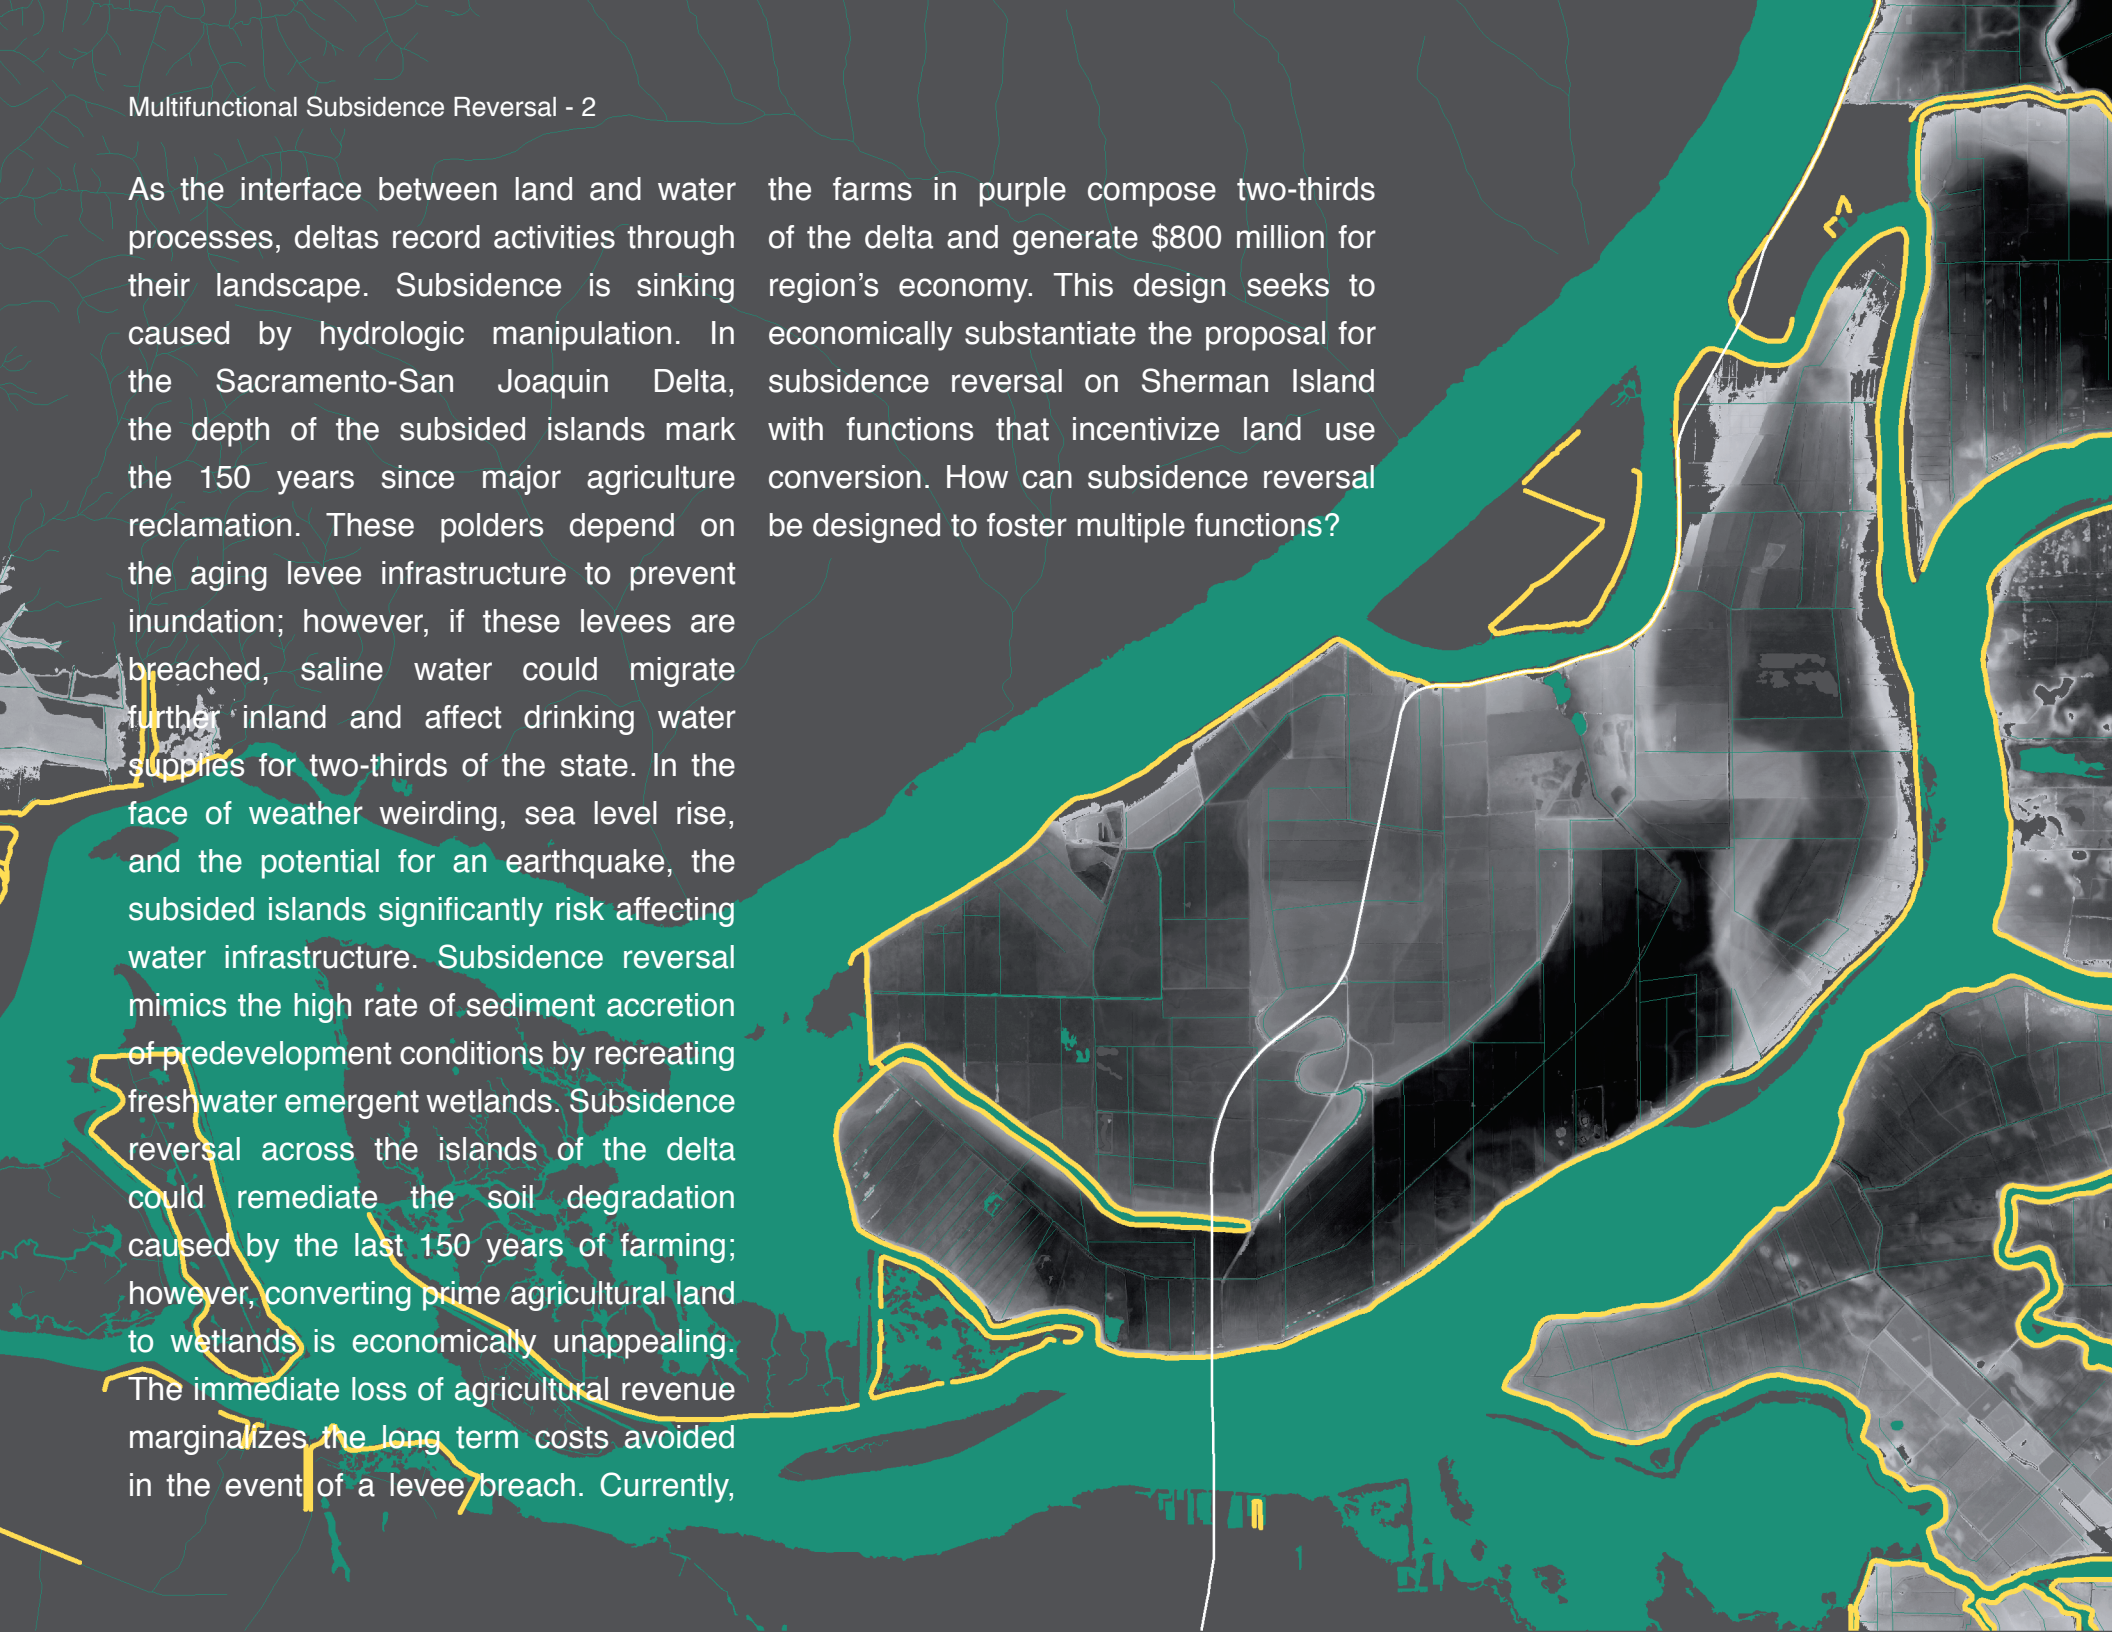 Multifunctional Subsidence Reversal - 2
As the interface between land and water
processes, deltas record activities through
their landscape. Subsidence is sinking
caused by hydrologic manipulation. In
the Sacramento-San Joaquin Delta,
the depth of the subsided islands mark
the 150 years since major agriculture
reclamation. These polders depend on
the aging levee infrastructure to prevent
inundation; however, if these levees are
breached, saline water could migrate
further inland and affect drinking water
supplies for two-thirds of the state. In the
face of weather weirding, sea level rise,
and the potential for an earthquake, the
subsided islands significantly risk affecting
water infrastructure. Subsidence reversal
mimics the high rate of sediment accretion
of predevelopment conditions by recreating
freshwater emergent wetlands. Subsidence
reversal across the islands of the delta
could remediate the soil degradation
caused by the last 150 years of farming;
however, converting prime agricultural land
to wetlands is economically unappealing.
The immediate loss of agricultural revenue
marginalizes the long term costs avoided
in the event of a levee breach. Currently,
the farms in purple compose two-thirds
of the delta and generate $800 million for
region's economy. This design seeks to
economically substantiate the proposal for
subsidence reversal on Sherman Island
with functions that incentivize land use
conversion. How can subsidence reversal
be designed to foster multiple functions?